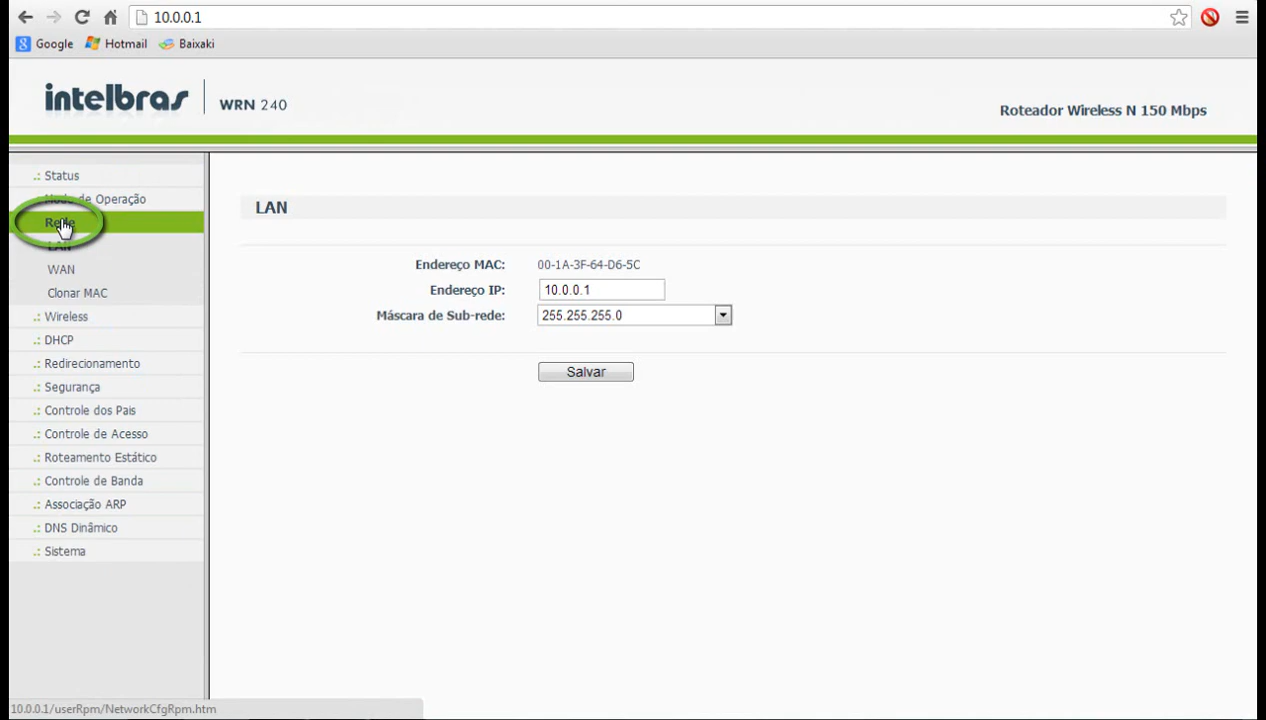 10.0.0.1
Google Hotmail Baixaki
intelbras WRN 240
Roteador Wireless N 150 Mbps
.: Status
Modo de Operação
Rede
LAN
WAN
Clonar MAC
.: Wireless
.: DHCP
.: Redirecionamento
.: Segurança
.: Controle dos Pais
.: Controle de Acesso
.: Roteamento Estático
.: Controle de Banda
.: Associação ARP
.: DNS Dinâmico
.: Sistema
LAN
Endereço MAC: 00-1A-3F-64-D6-5C
Endereço IP: 10.0.0.1
Máscara de Sub-rede: 255.255.255.0
Salvar
10.0.0.1/userRpm/NetworkCfgRpm.htm